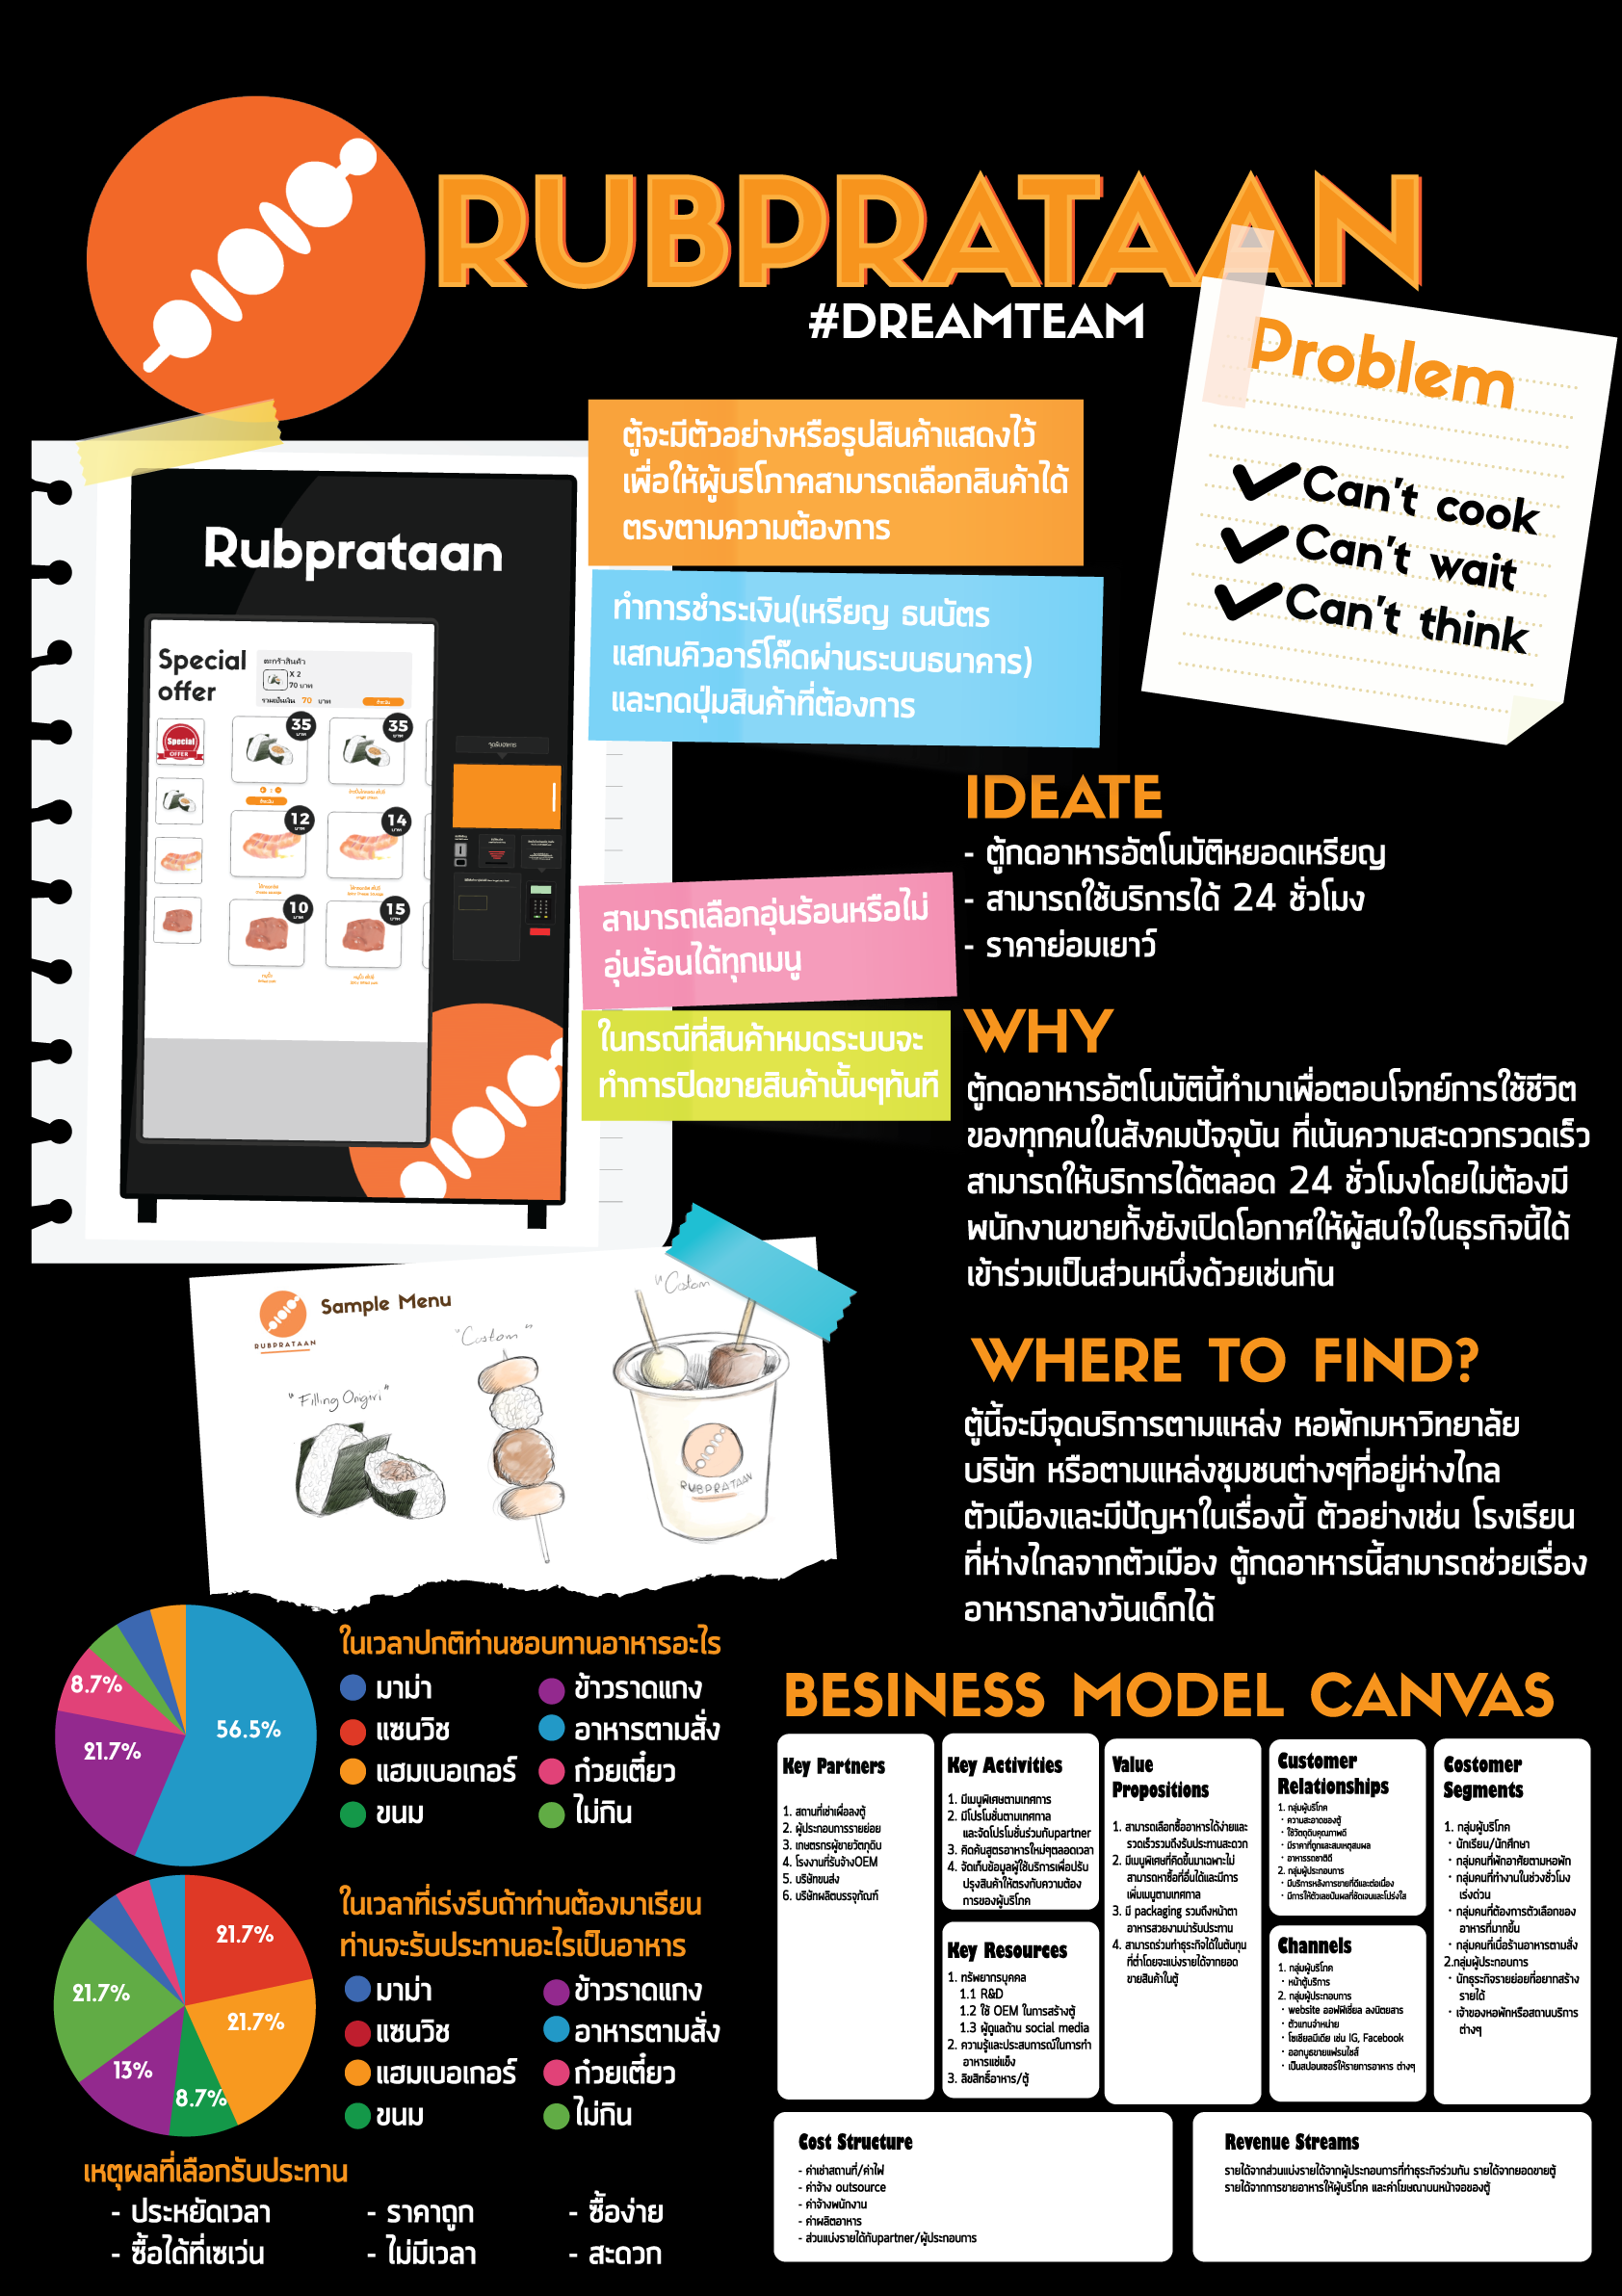 RUBPRATAAN
#DREAMTEAM
Problem
Can't cook
Can't wait
Can't think
ตู้จะมีตัวอย่างหรือรูปสินค้าแสดงไว้
เพื่อให้ผู้บริโภคสามารถเลือกสินค้าได้
ตรงตามความต้องการ
ทำการชำระเงิน(เหรียญ ธนบัตร
แสกนคิวอาร์โค๊ดผ่านระบบธนาคาร)
และกดปุ่มสินค้าที่ต้องการ
สามารถเลือกอุ่นร้อนหรือไม่
อุ่นร้อนได้ทุกเมนู
ในกรณีที่สินค้าหมดระบบจะ
ทำการปิดขายสินค้านั้นๆทันที
Rubprataan
Special
offer
ตะกร้าสินค้า
X 2
70 บาท
รวมเป็นเงิน 70 บาท
Special
OFFER
35
บาท
35
บาท
12
บาท
14
บาท
10
บาท
15
บาท
จุดรับอาหาร
IDEATE
- ตู้กดอาหารอัตโนมัติหยอดเหรียญ
- สามารถใช้บริการได้ 24 ชั่วโมง
- ราคาย่อมเยาว์
WHY
ตู้กดอาหารอัตโนมัตินี้ทำมาเพื่อตอบโจทย์การใช้ชีวิต
ของทุกคนในสังคมปัจจุบัน ที่เน้นความสะดวกรวดเร็ว
สามารถให้บริการได้ตลอด 24 ชั่วโมงโดยไม่ต้องมี
พนักงานขายทั้งยังเปิดโอกาศให้ผู้สนใจในธุรกิจนี้ได้
เข้าร่วมเป็นส่วนหนึ่งด้วยเช่นกัน
WHERE TO FIND?
ตู้นี้จะมีจุดบริการตามแหล่ง หอพักมหาวิทยาลัย
บริษัท หรือตามแหล่งชุมชนต่างๆที่อยู่ห่างไกล
ตัวเมืองและมีปัญหาในเรื่องนี้ ตัวอย่างเช่น โรงเรียน
ที่ห่างไกลจากตัวเมือง ตู้กดอาหารนี้สามารถช่วยเรื่อง
อาหารกลางวันเด็กได้
RUBPRATAAN
Sample Menu
"Filling Onigiri"
"Custom"
"Custom
RUBPRATAAN
ในเวลาปกติท่านชอบทานอาหารอะไร
56.5%
21.7%
8.7%
มาม่า
ข้าวราดแกง
แซนวิช
อาหารตามสั่ง
แฮมเบอเกอร์
ก๋วยเตี๋ยว
ขนม
ไม่กิน
ในเวลาที่เร่งรีบถ้าท่านต้องมาเรียน
ท่านจะรับประทานอะไรเป็นอาหาร
21.7%
21.7%
8.7%
13%
21.7%
มาม่า
ข้าวราดแกง
แซนวิช
อาหารตามสั่ง
แฮมเบอเกอร์
ก๋วยเตี๋ยว
ขนม
ไม่กิน
เหตุผลที่เลือกรับประทาน
- ประหยัดเวลา
- ราคาถูก
- ซื้อง่าย
- ซื้อได้ที่เซเว่น
- ไม่มีเวลา
- สะดวก
BESINESS MODEL CANVAS
Key Partners
1. สถานที่เช่าเพื่อลงตู้
2. ผู้ประกอบการรายย่อย
3. เกษตรกรผู้ขายวัตถุดิบ
4. โรงงานที่รับจ้างOEM
5. บริษัทขนส่ง
6. บริษัทผลิตบรรจุภัณฑ์
Key Activities
1. มีเมนูพิเศษตามเทศการ
2. มีโปรโมชั่นตามเทศกาล
และจัดโปรโมชั่นร่วมกับpartner
3. คิดค้นสูตรอาหารใหม่ๆตลอดเวลา
4. จัดเก็บข้อมูลผู้ใช้บริการเพื่อปรับ
ปรุงสินค้าให้ตรงกับความต้อง
การของผู้บริโภค
Key Resources
1. ทรัพยากรบุคคล
1.1 R&D
1.2 ใช้ OEM ในการสร้างตู้
1.3 ผู้ดูแลด้าน social media
2. ความรู้และประสบการณ์ในการทำ
อาหารแช่แข็ง
3. ลิขสิทธิ์อาหาร/ตู้
Value
Propositions
1. สามารถเลือกซื้ออาหารได้ง่ายและ
รวดเร็วรวมถึงรับประทานสะดวก
2. มีเมนูพิเศษที่คิดขึ้นมาเฉพาะไม่
สามารถหาซื้อที่อื่นได้และมีการ
เพิ่มเมนูตามเทศกาล
3. มี packaging รวมถึงหน้าตา
อาหารสวยงามน่ารับประทาน
4. สามารถร่วมทำธุระกิจได้ในต้นทุน
ที่ต่ำโดยจะแบ่งรายได้จากยอด
ขายสินค้าในตู้
Customer
Relationships
1. กลุ่มผู้บริโภค
· ความสะอาดของตู้
· ใช้วัตถุดิบคุณภาพดี
· มีราคาที่ถูกและสมเหตุสมผล
· อาหารรถชาติดี
2. กลุ่มผู้ประกอบการ
· มีบริการหลังการขายที่ดีและต่อเนื่อง
· มีการให้ตัวเลขปันผลที่ชัดเจนและโปร่งใส
Channels
1. กลุ่มผู้บริโภค
· หน้าตู้บริการ
2. กลุ่มผู้ประกอบการ
· website ออฟฟิเชี่ยล ลงนิตยสาร
· ตัวแทนจำหน่าย
· โซเชียลมีเดีย เช่น IG, Facebook
· ออกบูธขายแฟรนไชส์
· เป็นสปอนเซอร์ให้รายการอาหาร ต่างๆ
Costomer
Segments
1. กลุ่มผู้บริโภค
· นักเรียน/นักศึกษา
· กลุ่มคนที่พักอาศัยตามหอพัก
· กลุ่มคนที่ทำงานในช่วงชั่วโมง
เร่งด่วน
· กลุ่มคนที่ต้องการตัวเลือกของ
อาหารที่มากขึ้น
· กลุ่มคนที่เบื่อร้านอาหารตามสั่ง
2.กลุ่มผู้ประกอบการ
· นักธุระกิจรายย่อยที่อยากสร้าง
รายได้
· เจ้าของหอพักหรือสถานบริการ
ต่างๆ
Cost Structure
- ค่าเช่าสถานที่/ค่าไฟ
- ค่าจ้าง outsource
- ค่าจ้างพนักงาน
- ค่าผลิตอาหาร
- ส่วนแบ่งรายได้กับpartner/ผู้ประกอบการ
Revenue Streams
รายได้จากส่วนแบ่งรายได้จากผู้ประกอบการที่ทำธุระกิจร่วมกัน รายได้จากยอดขายตู้
รายได้จากการขายอาหารให้ผู้บริโภค และค่าโฆษณาบนหน้าจอของตู้